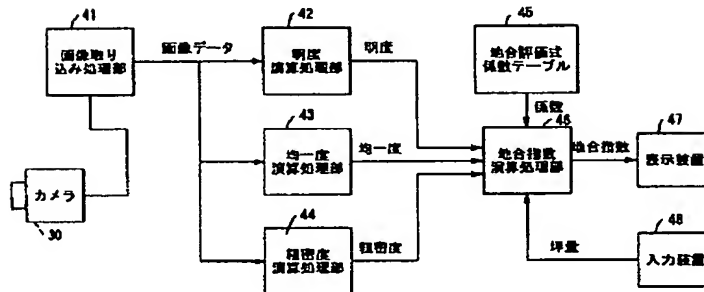 41
画像取り
込み処理部
画像データ
42
明度
演算処理部
明度
43
均一度
演算処理部
均一度
44
粗密度
演算処理部
粗密度
45
地合評価式
係数テーブル
係数
46
地合指数
演算処理部
地合指数
47
表示装置
48
入力装置
坪量
カメラ
30